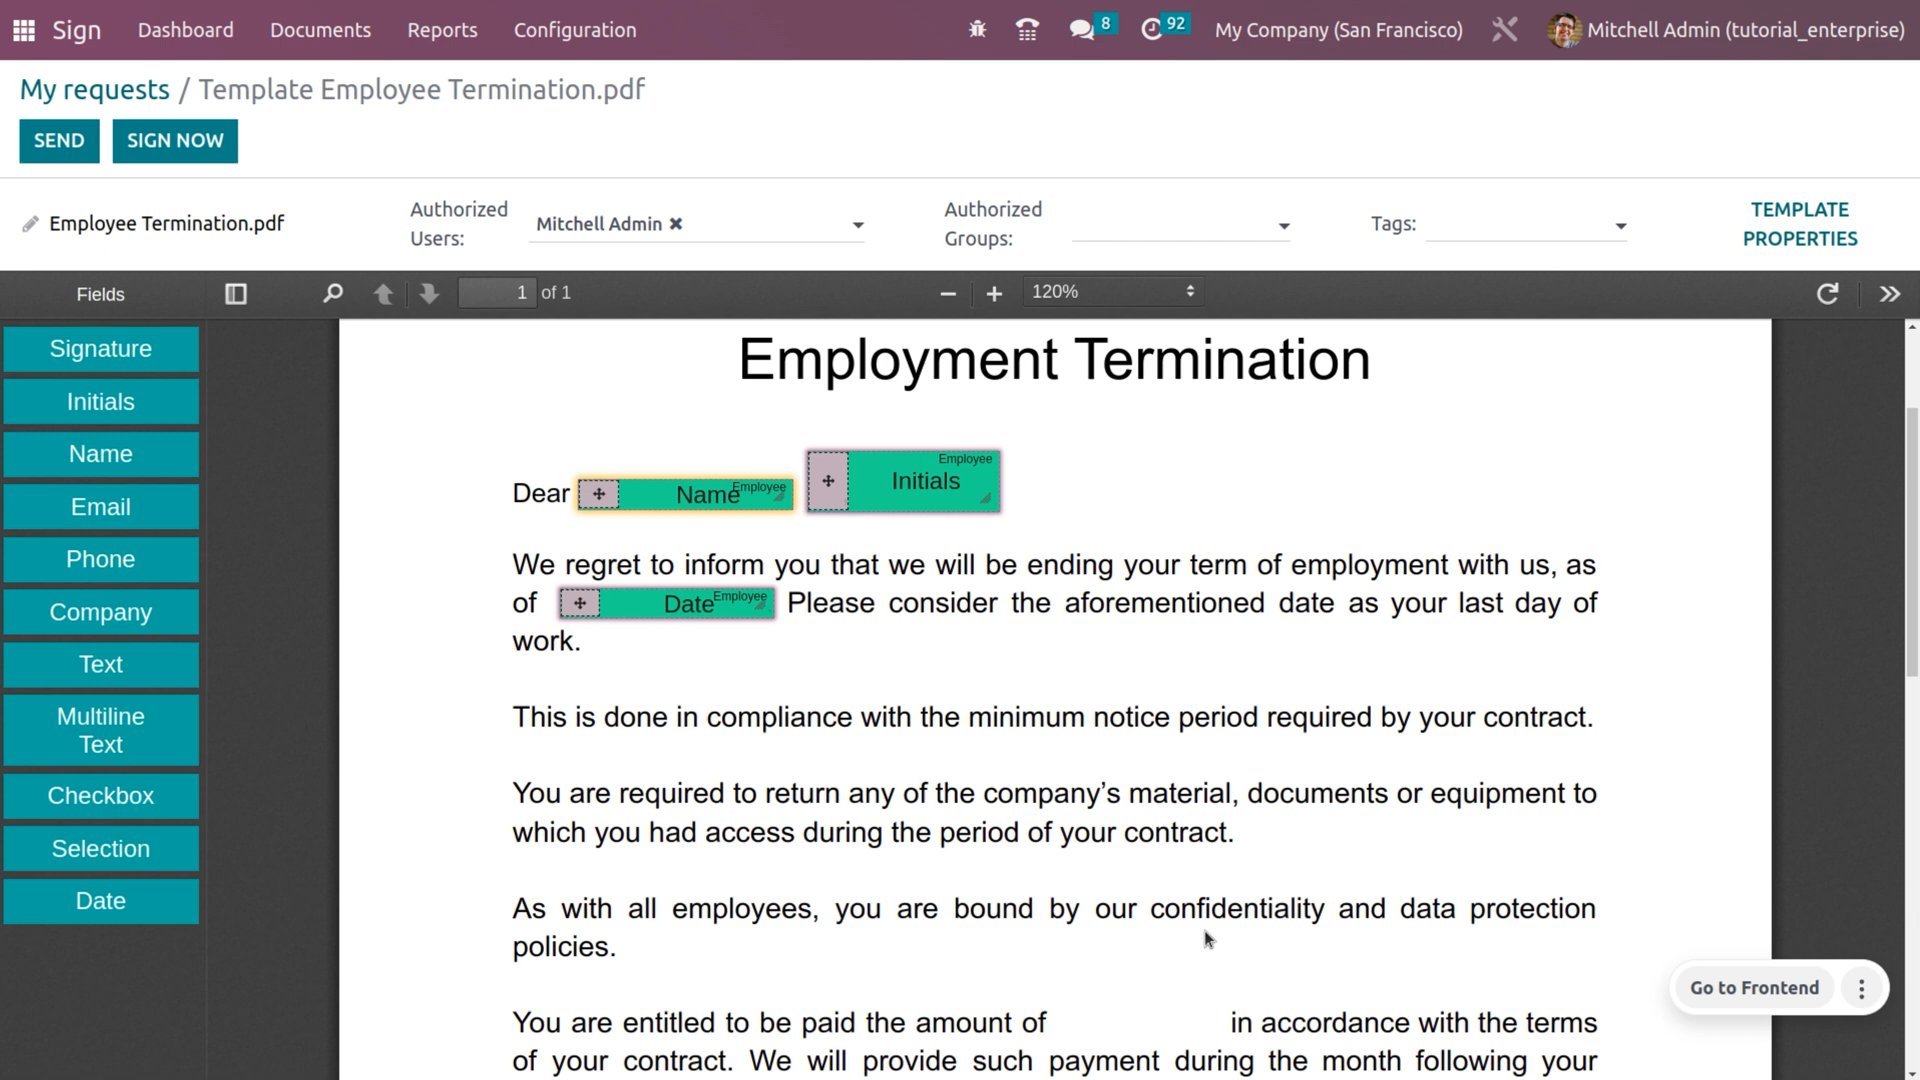 Sign Dashboard Documents Reports Configuration 8 92 My Company (San Francisco) Mitchell Admin (tutorial_enterprise)
My requests / Template Employee Termination.pdf
SEND SIGN NOW
Employee Termination.pdf
Authorized
Users:
Mitchell Admin ✖
Authorized
Groups:
Tags:
TEMPLATE
PROPERTIES
Fields 1 of 1 120%
Signature
Initials
Name
Email
Phone
Company
Text
Multiline
Text
Checkbox
Selection
Date
Employment Termination
Dear Name Employee Initials Employee
We regret to inform you that we will be ending your term of employment with us, as
of Date Employee Please consider the aforementioned date as your last day of
work.
This is done in compliance with the minimum notice period required by your contract.
You are required to return any of the company’s material, documents or equipment to
which you had access during the period of your contract.
As with all employees, you are bound by our confidentiality and data protection
policies.
You are entitled to be paid the amount of in accordance with the terms
of your contract. We will provide such payment during the month following your
Go to Frontend